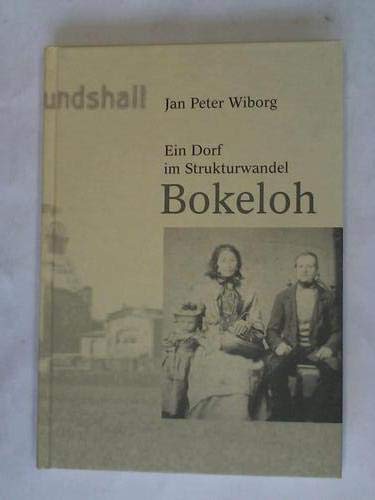 undshall
Jan Peter Wiborg
Ein Dorf
im Strukturwandel
Bokeloh